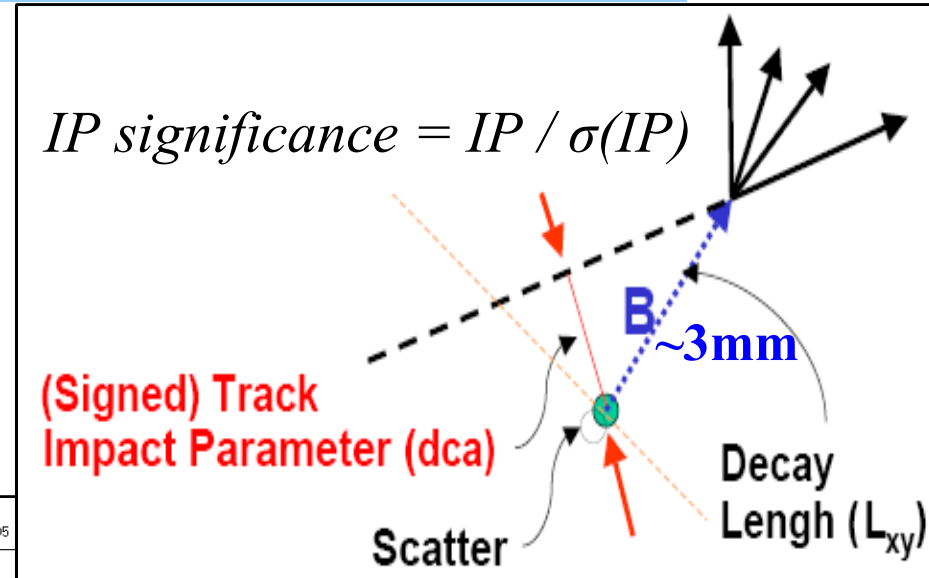 IP significance = IP / σ(IP)
B
~3mm
(Signed) Track
Impact Parameter (dca)
Decay
Lengh (Lxy)
Scatter